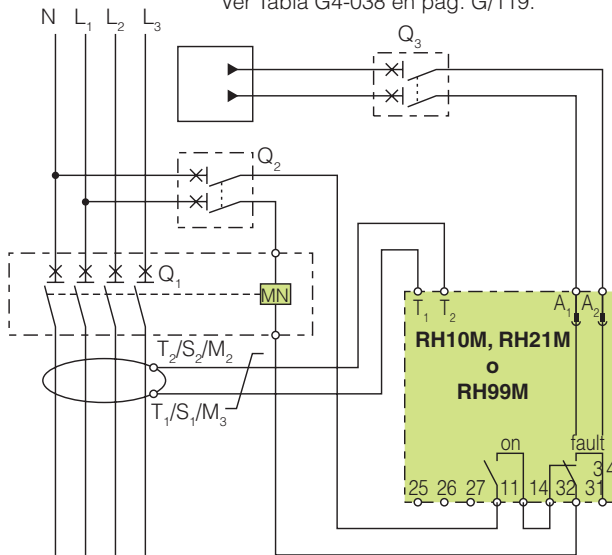 Ver Tabla G4-038 en pág. G/119.
N L1 L2 L3
Q3
Q2
Q1
MN
T1 T2
A1 A2
RH10M, RH21M
o
RH99M
T2/S2/M2
T1/S1/M3
on fault
25 26 27 11 14 32 31
34